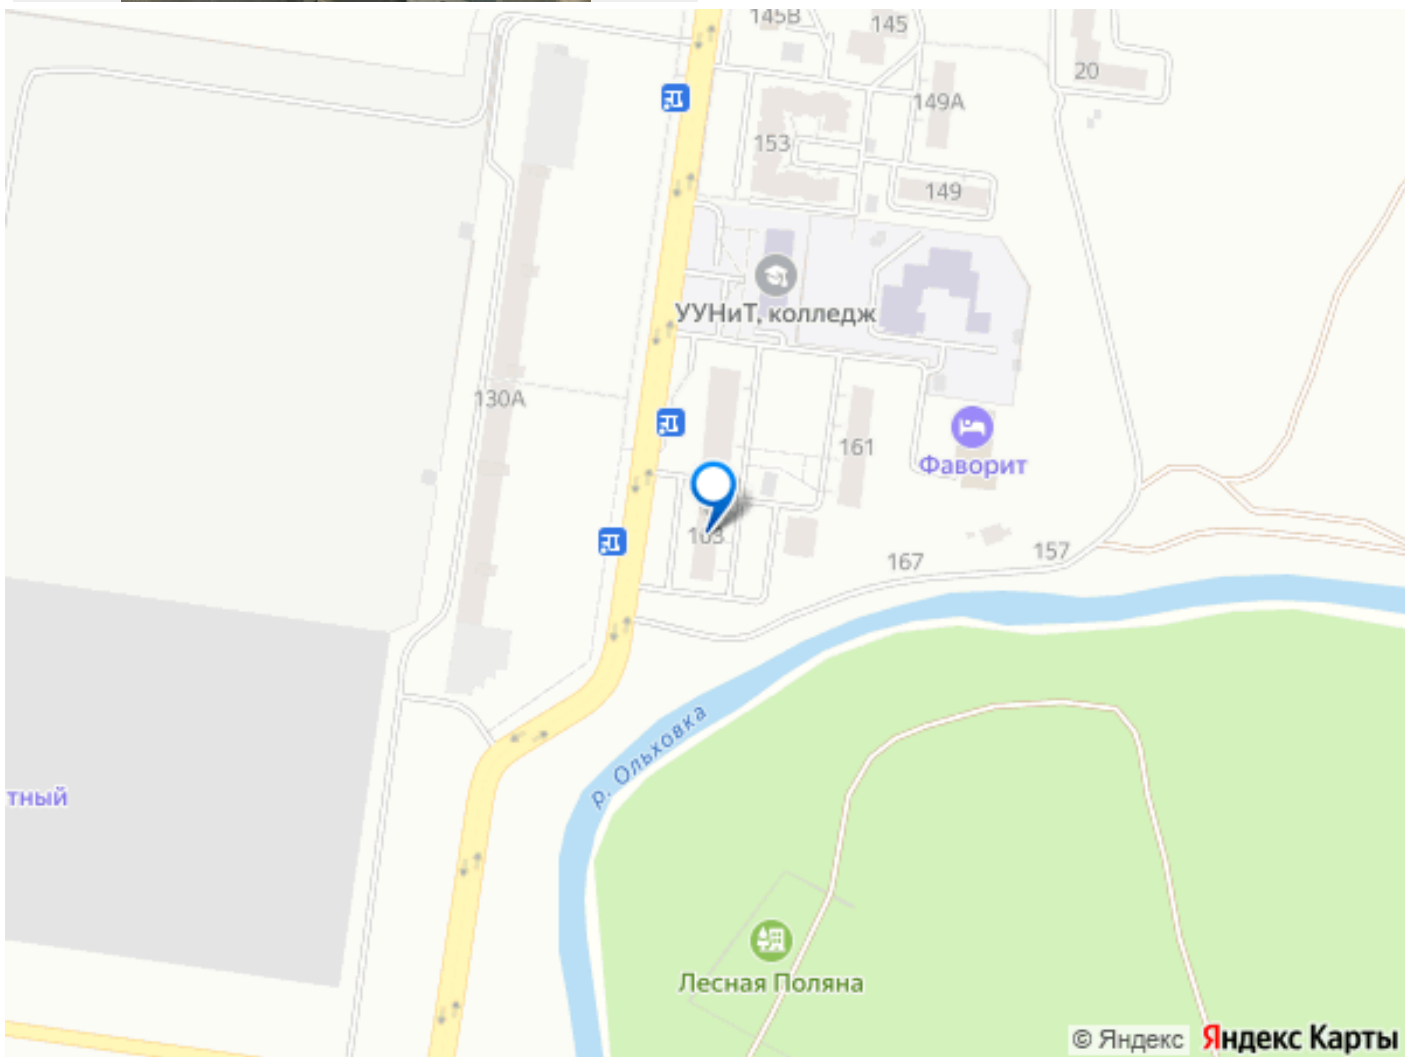 145В
145
20
149А
153
149
УУНиТ, колледж
130А
161
Фаворит
163
167
157
р. Ольховка
тный
Лесная Поляна
© Яндекс Яндекс Карты